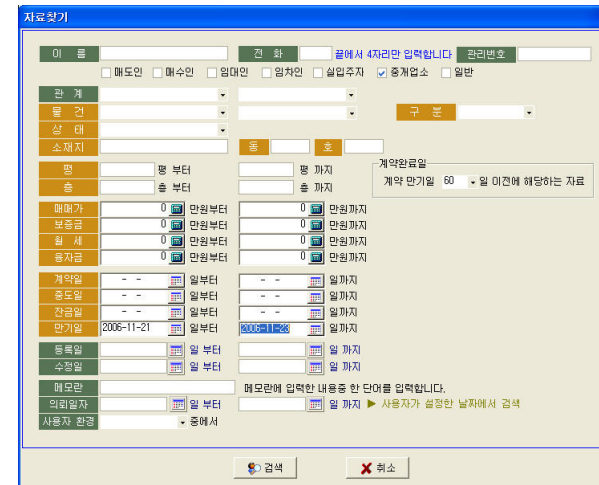 자료찾기
이 름 전 화 끝에서 4자리만 입력합니다 관리번호
매도인 매수인 임대인 임차인 실입주자 중개업소 일반
관 계
물 건 구 분
상 태
소재지 동 호
평 평 부터 평 까지 계약완료일
층 층 부터 층 까지 계약 만기일 60 일 이전에 해당하는 자료
매매가 0 만원부터 0 만원까지
보증금 0 만원부터 0 만원까지
월 세 0 만원부터 0 만원까지
융자금 0 만원부터 0 만원까지
계약일 - - 일부터 - - 일까지
중도일 - - 일부터 - - 일까지
잔금일 - - 일부터 - - 일까지
만기일 2006-11-21 일부터 2006-11-23 일까지
등록일 일 부터 일 까지
수정일 일 부터 일 까지
메모란 메모란에 입력한 내용중 한 단어를 입력합니다.
의뢰일자 일 부터 일 까지 ▶ 사용자가 설정한 날짜에서 검색
사용자 환경 중에서
검색 취소